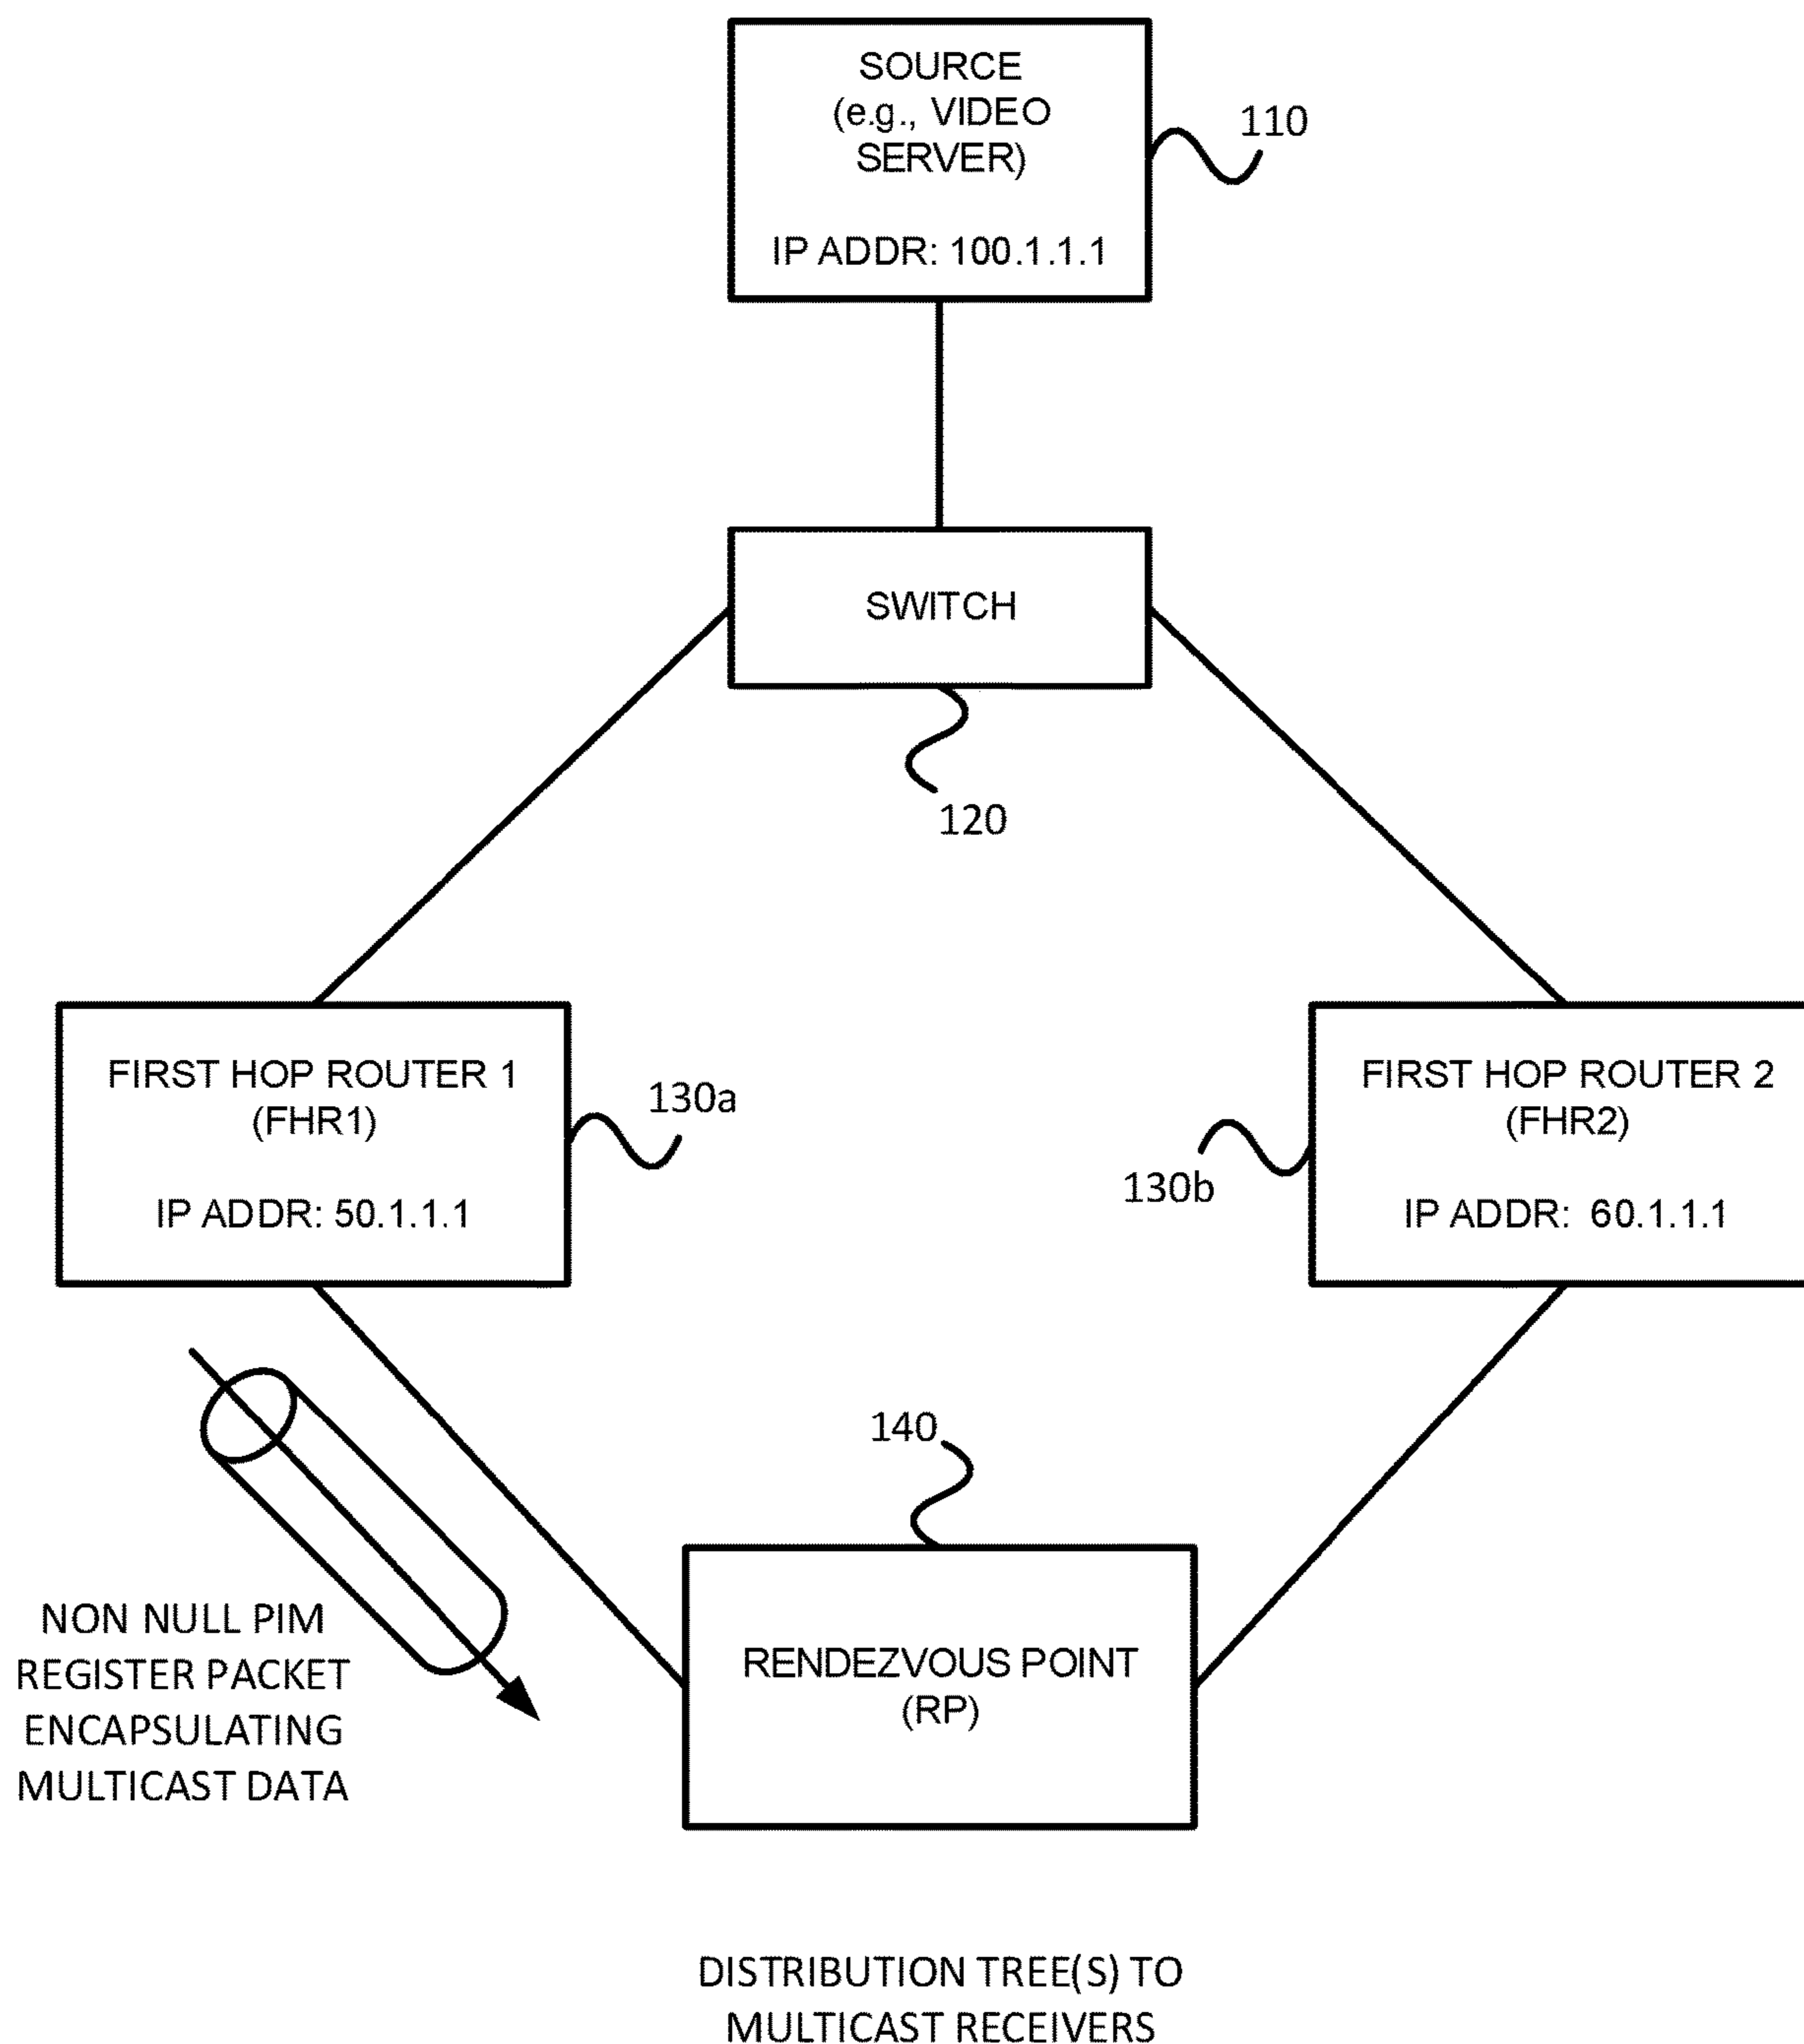 SOURCE
(e.g., VIDEO
SERVER)
IP ADDR: 100.1.1.1
110
SWITCH
120
FIRST HOP ROUTER 1
(FHR1)
IP ADDR: 50.1.1.1
130a
FIRST HOP ROUTER 2
(FHR2)
IP ADDR:  60.1.1.1
130b
140
NON NULL PIM
REGISTER PACKET
ENCAPSULATING
MULTICAST DATA
RENDEZVOUS POINT
(RP)
DISTRIBUTION TREE(S) TO
MULTICAST RECEIVERS